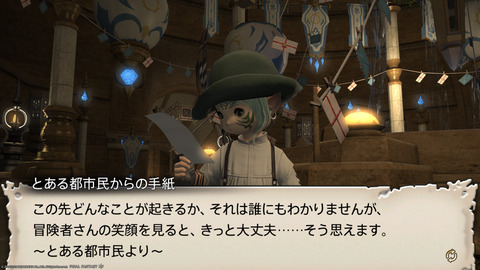 とある都市民からの手紙
この先どんなことが起きるか、それは誰にもわかりませんが、
冒険者さんの笑顔を見ると、きっと大丈夫……そう思えます。
～とある都市民より～
FINAL FANTASY XIV